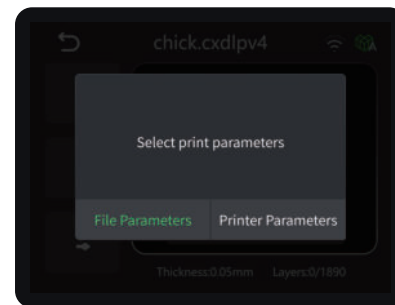 chick.cxdlpv4
Select print parameters
File Parameters Printer Parameters
Thickness:0.05mm Layers:0/1890